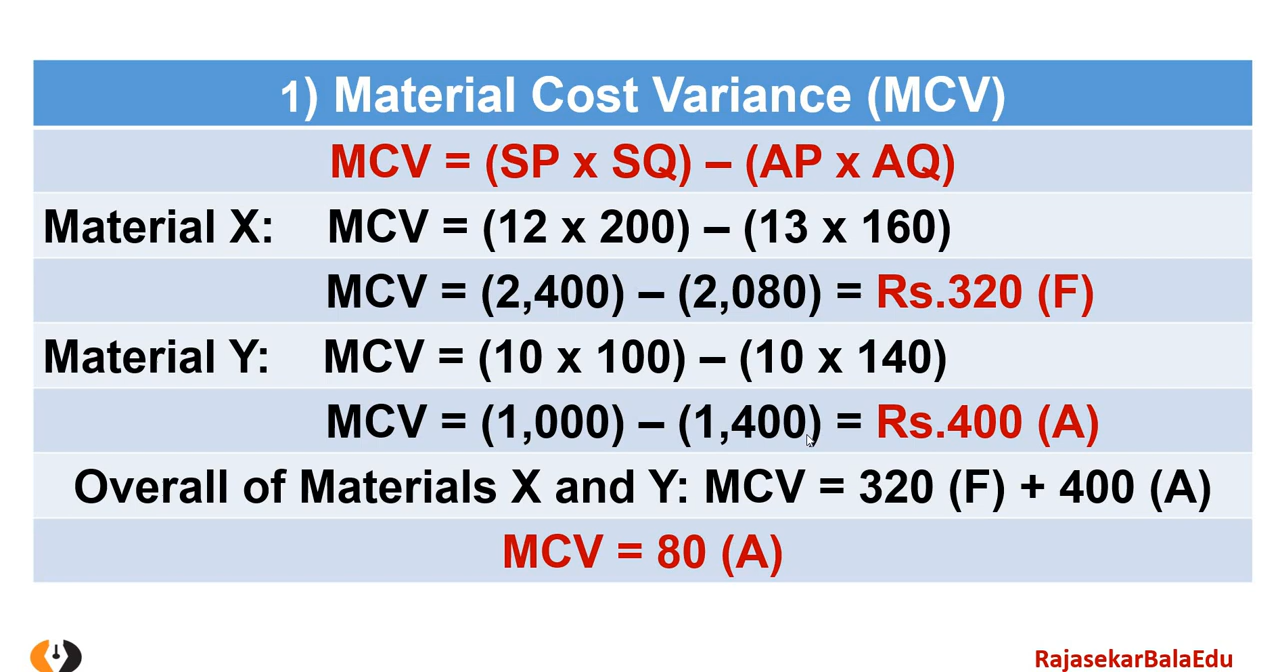 1) Material Cost Variance (MCV)
MCV = (SP x SQ) – (AP x AQ)
Material X: MCV = (12 x 200) – (13 x 160)
MCV = (2,400) – (2,080) = Rs.320 (F)
Material Y: MCV = (10 x 100) – (10 x 140)
MCV = (1,000) – (1,400) = Rs.400 (A)
Overall of Materials X and Y: MCV = 320 (F) + 400 (A)
MCV = 80 (A)
RajasekarBalaEdu